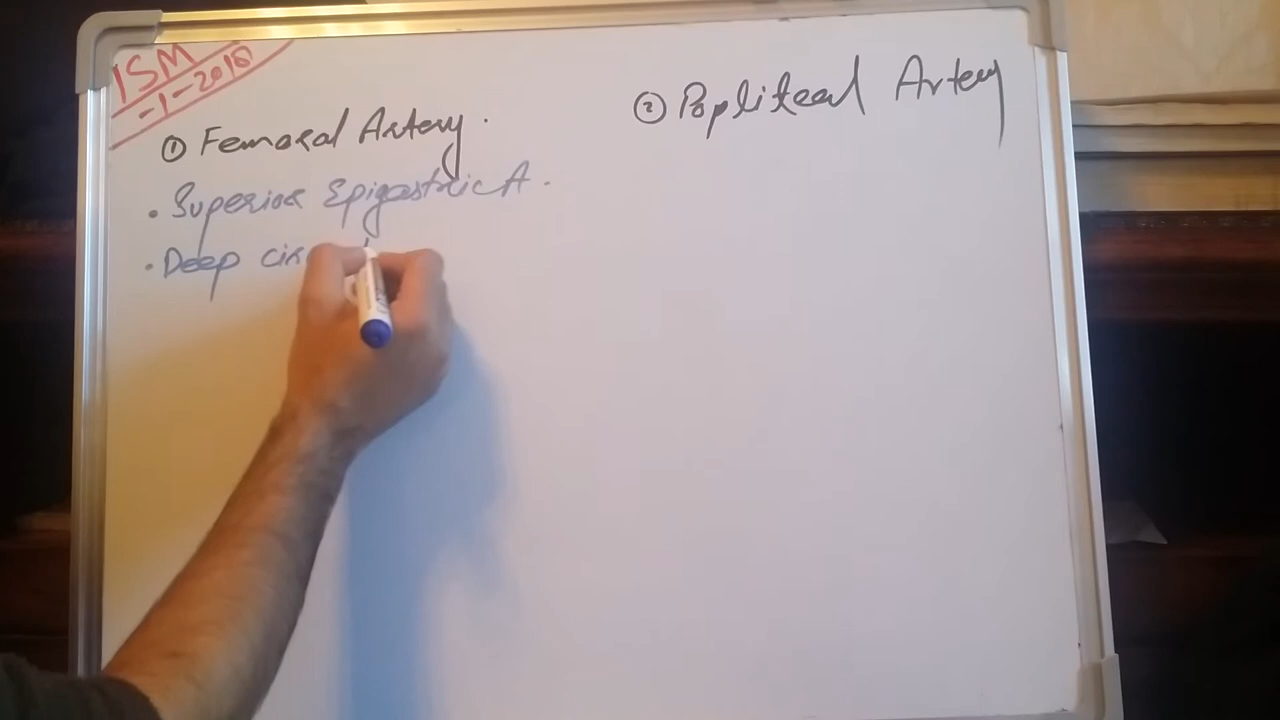 ISM
-1-2018
① Femoral Artery.
② Popliteal Artery
. Superior Epigastric A.
. Deep cir